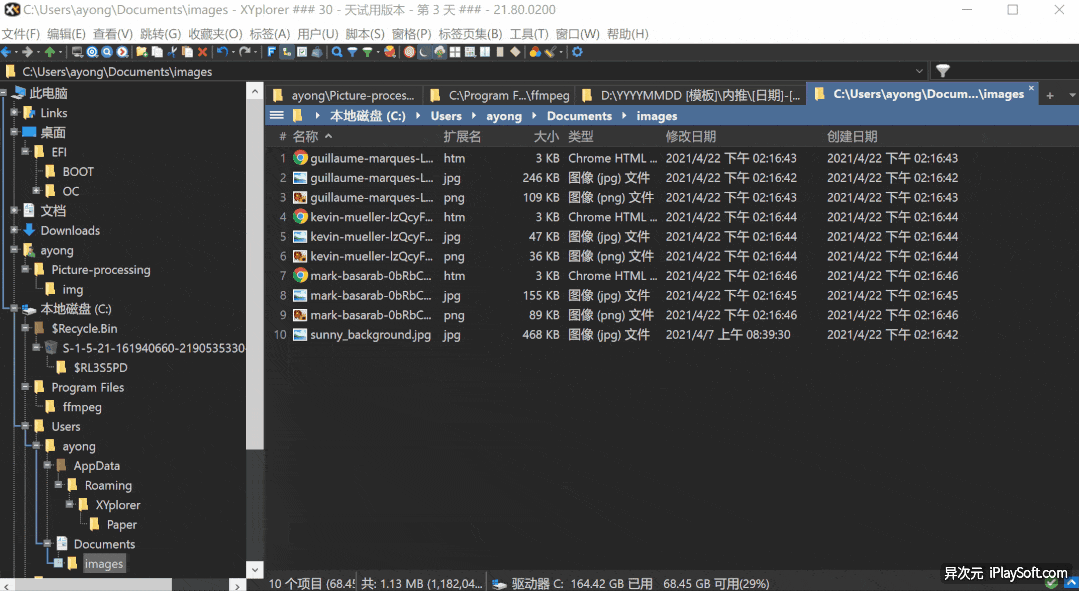 C:\Users\ayong\Documents\images - XYplorer ### 30 - 天试用版本 - 第 3 天 ### - 21.80.0200
文件(F) 编辑(E) 查看(V) 跳转(G) 收藏夹(O) 标签(A) 用户(U) 脚本(S) 窗格(P) 标签页集(B) 工具(T) 窗口(W) 帮助(H)
C:\Users\ayong\Documents\images
此电脑
Links
桌面
EFI
BOOT
OC
文档
Downloads
ayong
Picture-processing
img
本地磁盘 (C:)
$Recycle.Bin
S-1-5-21-161940660-2190535330-
$RL3S5PD
Program Files
ffmpeg
Users
ayong
AppData
Roaming
XYplorer
Paper
Documents
images
ayong\Picture-proces... C:\Program F...\ffmpeg D:\YYYYMMDD [模板]\内推\[日期]-[... C:\Users\ayong\Docum...\images
本地磁盘 (C:) Users ayong Documents images
# 名称 扩展名 大小 类型 修改日期 创建日期
1 guillaume-marques-L... htm 3 KB Chrome HTML ... 2021/4/22 下午 02:16:43 2021/4/22 下午 02:16:43
2 guillaume-marques-L... jpg 246 KB 图像 (jpg) 文件 2021/4/22 下午 02:16:42 2021/4/22 下午 02:16:42
3 guillaume-marques-L... png 109 KB 图像 (png) 文件 2021/4/22 下午 02:16:43 2021/4/22 下午 02:16:43
4 kevin-mueller-IzQcyF... htm 3 KB Chrome HTML ... 2021/4/22 下午 02:16:44 2021/4/22 下午 02:16:44
5 kevin-mueller-IzQcyF... jpg 47 KB 图像 (jpg) 文件 2021/4/22 下午 02:16:44 2021/4/22 下午 02:16:44
6 kevin-mueller-IzQcyF... png 36 KB 图像 (png) 文件 2021/4/22 下午 02:16:44 2021/4/22 下午 02:16:44
7 mark-basarab-0bRbC... htm 3 KB Chrome HTML ... 2021/4/22 下午 02:16:46 2021/4/22 下午 02:16:46
8 mark-basarab-0bRbC... jpg 155 KB 图像 (jpg) 文件 2021/4/22 下午 02:16:45 2021/4/22 下午 02:16:45
9 mark-basarab-0bRbC... png 89 KB 图像 (png) 文件 2021/4/22 下午 02:16:46 2021/4/22 下午 02:16:46
10 sunny_background.jpg jpg 468 KB 图像 (jpg) 文件 2021/4/7 上午 08:39:30 2021/4/22 下午 02:16:42
10 个项目 (68.45 共: 1.13 MB (1,182,04... 驱动器 C: 164.42 GB 已用 68.45 GB 可用(29%)
异次元 iPlaySoft.com